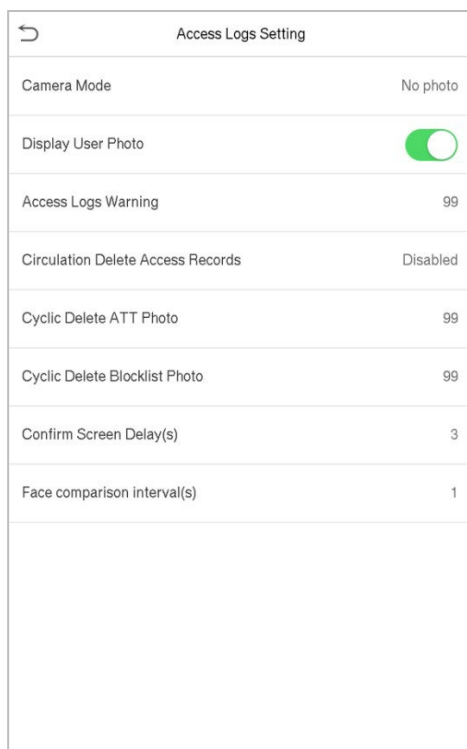 Access Logs Setting
Camera Mode No photo
Display User Photo
Access Logs Warning 99
Circulation Delete Access Records Disabled
Cyclic Delete ATT Photo 99
Cyclic Delete Blocklist Photo 99
Confirm Screen Delay(s) 3
Face comparison interval(s) 1